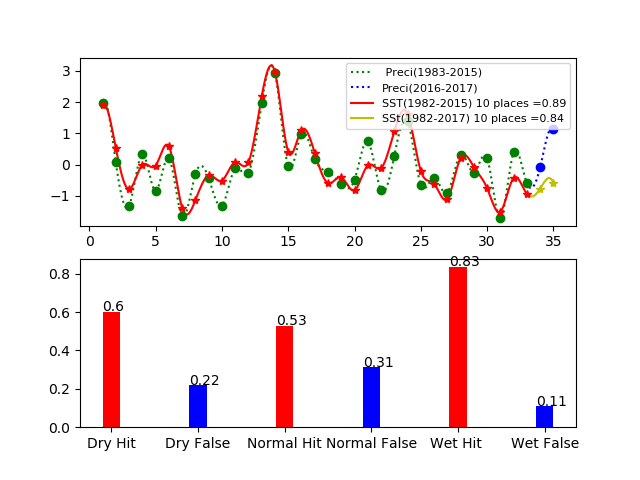 3
2
1
0
−1
Preci(1983-2015)
Preci(2016-2017)
SST(1982-2015) 10 places =0.89
SSt(1982-2017) 10 places =0.84
0 5 10 15 20 25 30 35
0.8
0.6
0.4
0.2
0.0
0.6
0.22
0.53
0.31
0.83
0.11
Dry Hit Dry False Normal Hit Normal False Wet Hit Wet False